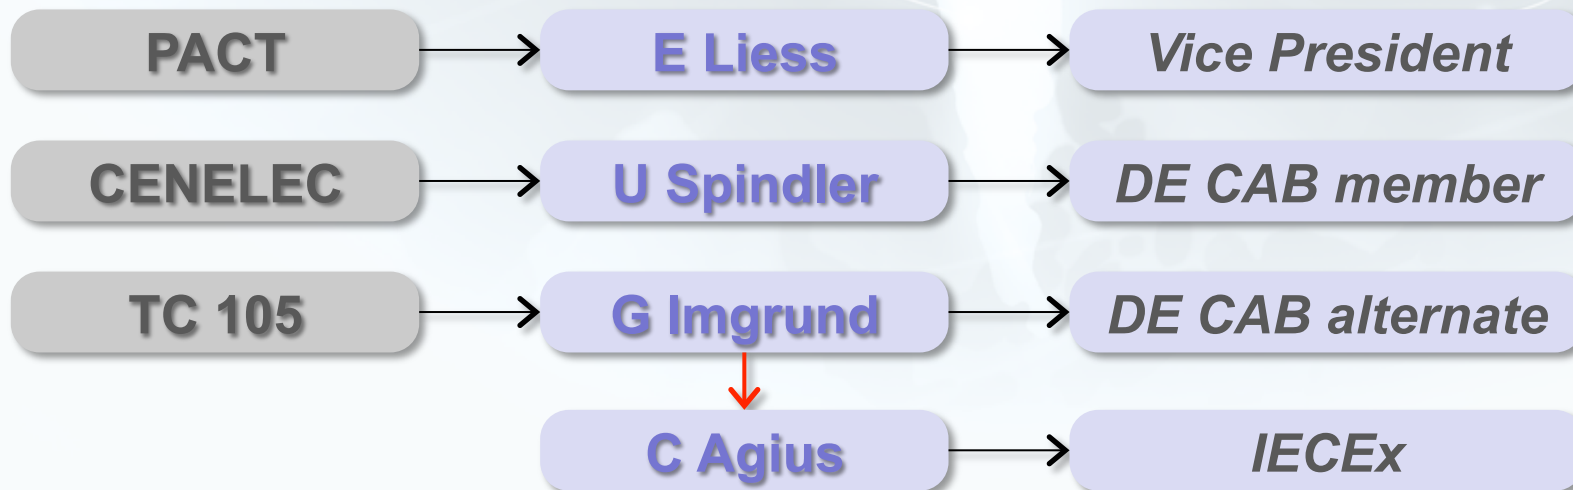 PACT E Liess Vice President
CENELEC U Spindler DE CAB member
TC 105 G Imgrund DE CAB alternate
C Agius IECEx